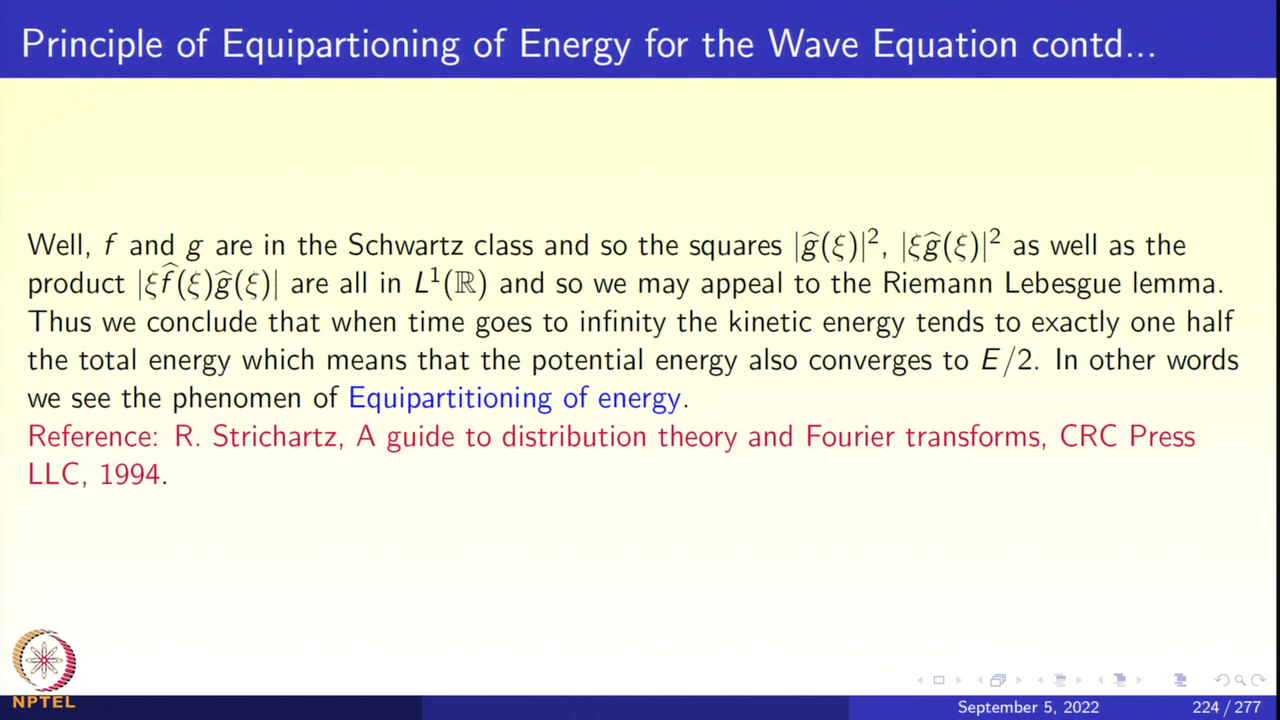 Principle of Equipartioning of Energy for the Wave Equation contd...
Well, f and g are in the Schwartz class and so the squares |ĝ(ξ)|², |ξĝ(ξ)|² as well as the
product |ξf̂(ξ)ĝ(ξ)| are all in L¹(ℝ) and so we may appeal to the Riemann Lebesgue lemma.
Thus we conclude that when time goes to infinity the kinetic energy tends to exactly one half
the total energy which means that the potential energy also converges to E/2. In other words
we see the phenomen of Equipartitioning of energy.
Reference: R. Strichartz, A guide to distribution theory and Fourier transforms, CRC Press
LLC, 1994.
NPTEL
September 5, 2022 224 / 277